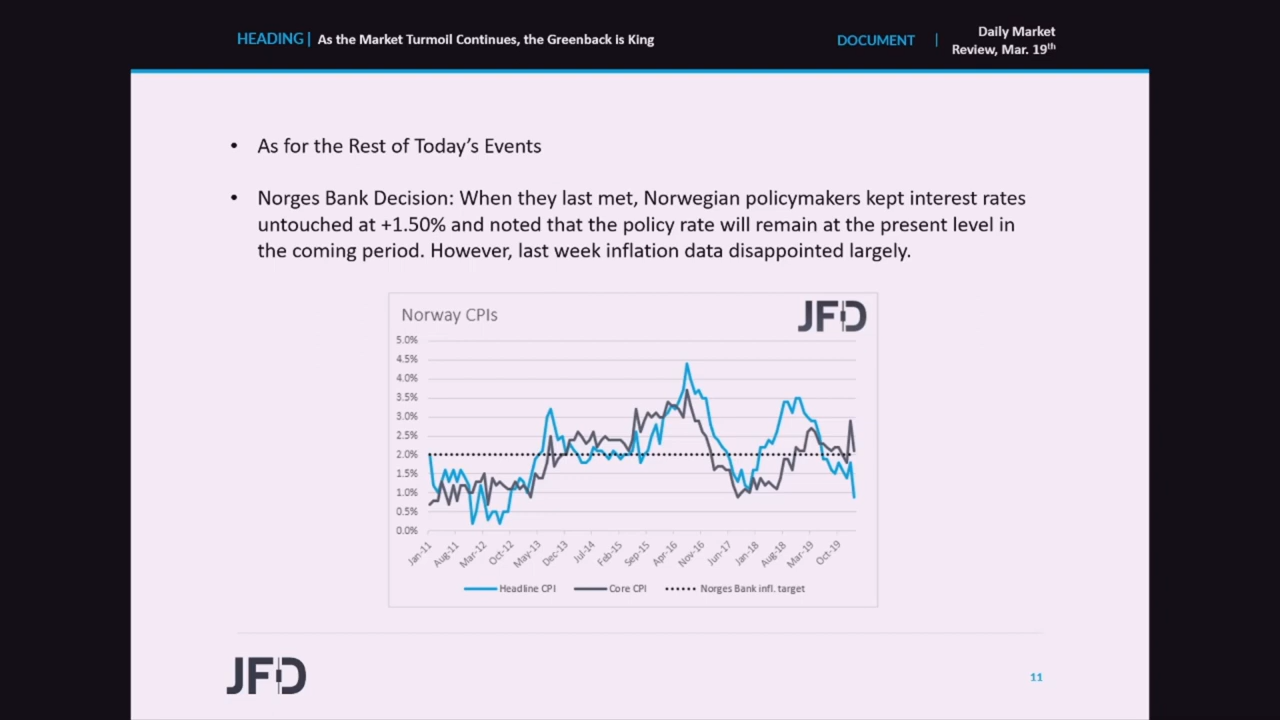 HEADING | As the Market Turmoil Continues, the Greenback is King
DOCUMENT | Daily Market
Review, Mar. 19th
• As for the Rest of Today's Events
• Norges Bank Decision: When they last met, Norwegian policymakers kept interest rates
untouched at +1.50% and noted that the policy rate will remain at the present level in
the coming period. However, last week inflation data disappointed largely.
Norway CPIs
JFD
5.0%
4.5%
4.0%
3.5%
3.0%
2.5%
2.0%
1.5%
1.0%
0.5%
0.0%
Jan-11
Aug-11
Mar-12
Oct-12
May-13
Dec-13
Jul-14
Feb-15
Sep-15
Apr-16
Nov-16
Jun-17
Jan-18
Aug-18
Mar-19
Oct-19
Headline CPI
Core CPI
Norges Bank infl. target
JFD
11